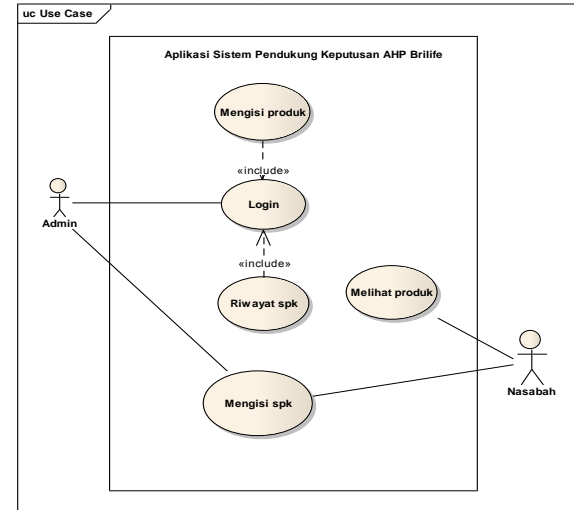 uc Use Case
Aplikasi Sistem Pendukung Keputusan AHP Brilife
Mengisi produk
«include»
Login
Admin
«include»
Riwayat spk
Melihat produk
Nasabah
Mengisi spk